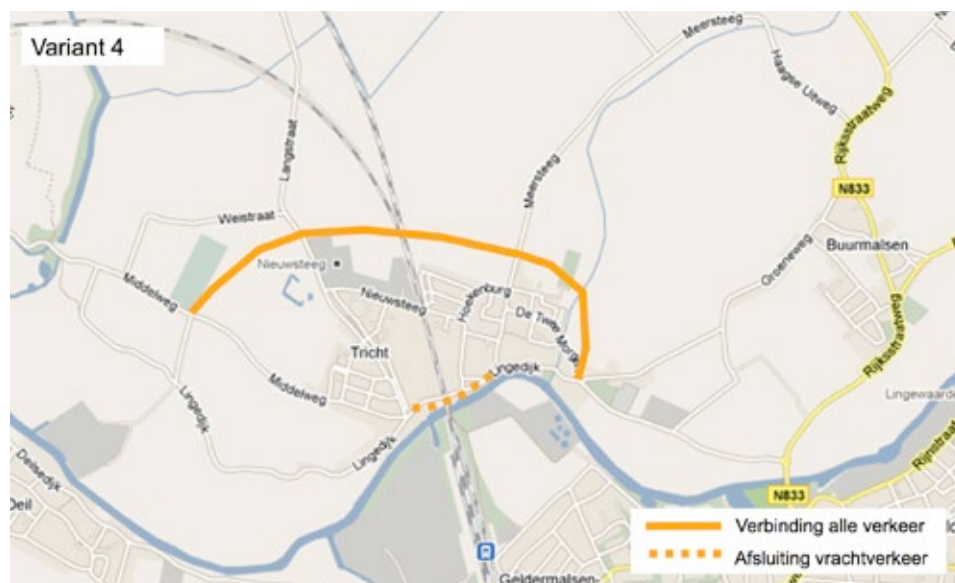 Variant 4
Meersteeg
Haagse Uitweg
Rijksstraatweg
N833
Langstraat
Meersteeg
Weistraat
Buurmalsen
Groeneweg
Nieuwsteeg
Middelweg
Nieuwsteeg
Hoekenburg
De Twee Morgen
Rijksstraatweg
Tricht
Lingedijk
Middelweg
Lingedijk
Lingewaarde
Lingedijk
Rijnstraat
Deilsedijk
N833
Deil
Verbinding alle verkeer
Afsluiting vrachtverkeer
Geldermalsen-